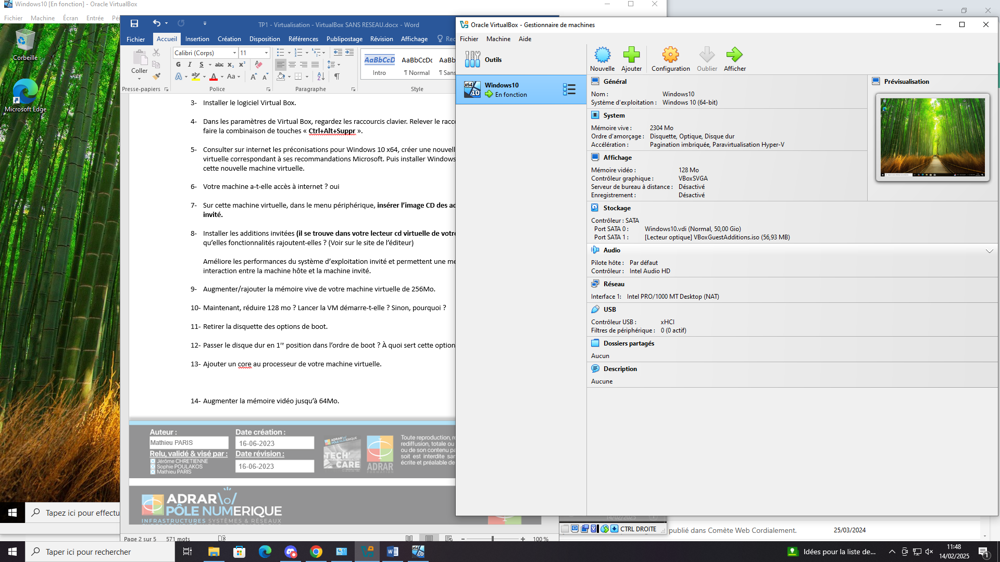 Windows10 [En fonction] - Oracle VirtualBox
Fichier Machine Écran Entrée
Corbeille
Microsoft Edge
Tapez ici pour effectu
TP1 - Virtualisation - VirtualBox SANS RESEAU.docx - Word
Fichier Accueil Insertion Création Disposition Références Publipostage Révision Affichage
Coller
Calibri (Corps) 11
G I S abc X₂ X²
Aa
AaBbCcD AaBbCcDc AaBb
Intro ¶ Normal ¶ Sans
Presse-papiers Police Paragraphe Style
3- Installer le logiciel Virtual Box.
4- Dans les paramètres de Virtual Box, regardez les raccourcis clavier. Relever le racco
faire la combinaison de touches « Ctrl+Alt+Suppr ».
5- Consulter sur internet les préconisations pour Windows 10 x64, créer une nouvell
virtuelle correspondant à ses recommandations Microsoft. Puis installer Windows
cette nouvelle machine virtuelle.
6- Votre machine a-t-elle accès à internet ? oui
7- Sur cette machine virtuelle, dans le menu périphérique, insérer l’image CD des ad
invité.
8- Installer les additions invitées (il se trouve dans votre lecteur cd virtuelle de votre
qu’elles fonctionnalités rajoutent-elles ? (Voir sur le site de l’éditeur)
Améliore les performances du système d’exploitation invité et permettent une me
interaction entre la machine hôte et la machine invité.
9- Augmenter/rajouter la mémoire vive de votre machine virtuelle de 256Mo.
10- Maintenant, réduire 128 mo ? Lancer la VM démarre-t-elle ? Sinon, pourquoi ?
11- Retirer la disquette des options de boot.
12- Passer le disque dur en 1re position dans l’ordre de boot ? À quoi sert cette option
13- Ajouter un core au processeur de votre machine virtuelle.
14- Augmenter la mémoire vidéo jusqu’à 64Mo.
Auteur : Date création :
Mathieu PARIS 16-06-2023
Relu, validé & visé par : Date révision :
Jérôme CHRETIENNE
Sophie POULAKOS
Mathieu PARIS
16-06-2023
ADRAR PÔLE NUMERIQUE
TECH' CARE
ADRAR
FORMATION
Toute reproduction, re
rediffusion, totale ou
ou de son contenu pa
soit est interdite san
écrite et préalable de
ADRAR
PÔLE NUMERIQUE
INFRASTRUCTURES SYSTÈMES & RÉSEAUX
Page 2 sur 5 571 mots 100 %
Oracle VirtualBox - Gestionnaire de machines
Fichier Machine Aide
Outils
Windows10
En fonction
Nouvelle Ajouter Configuration Oublier Afficher
Général
Nom : Windows10
Système d'exploitation : Windows 10 (64-bit)
Prévisualisation
System
Mémoire vive : 2304 Mo
Ordre d'amorçage : Disquette, Optique, Disque dur
Accélération : Pagination imbriquée, Paravirtualisation Hyper-V
Affichage
Mémoire vidéo : 128 Mo
Contrôleur graphique : VBoxSVGA
Serveur de bureau à distance : Désactivé
Enregistrement : Désactivé
Stockage
Contrôleur : SATA
Port SATA 0 : Windows10.vdi (Normal, 50,00 Gio)
Port SATA 1 : [Lecteur optique] VBoxGuestAdditions.iso (56,93 MB)
Audio
Pilote hôte : Par défaut
Contrôleur : Intel Audio HD
Réseau
Interface 1: Intel PRO/1000 MT Desktop (NAT)
USB
Contrôleur USB : xHCI
Filtres de périphérique : 0 (0 actif)
Dossiers partagés
Aucun
Description
Aucune
14/02/2025
CTRL DROITE
publié dans Comète Web Cordialement. 25/03/2024
Taper ici pour rechercher
Idées pour la liste de...
11:48
14/02/2025
1